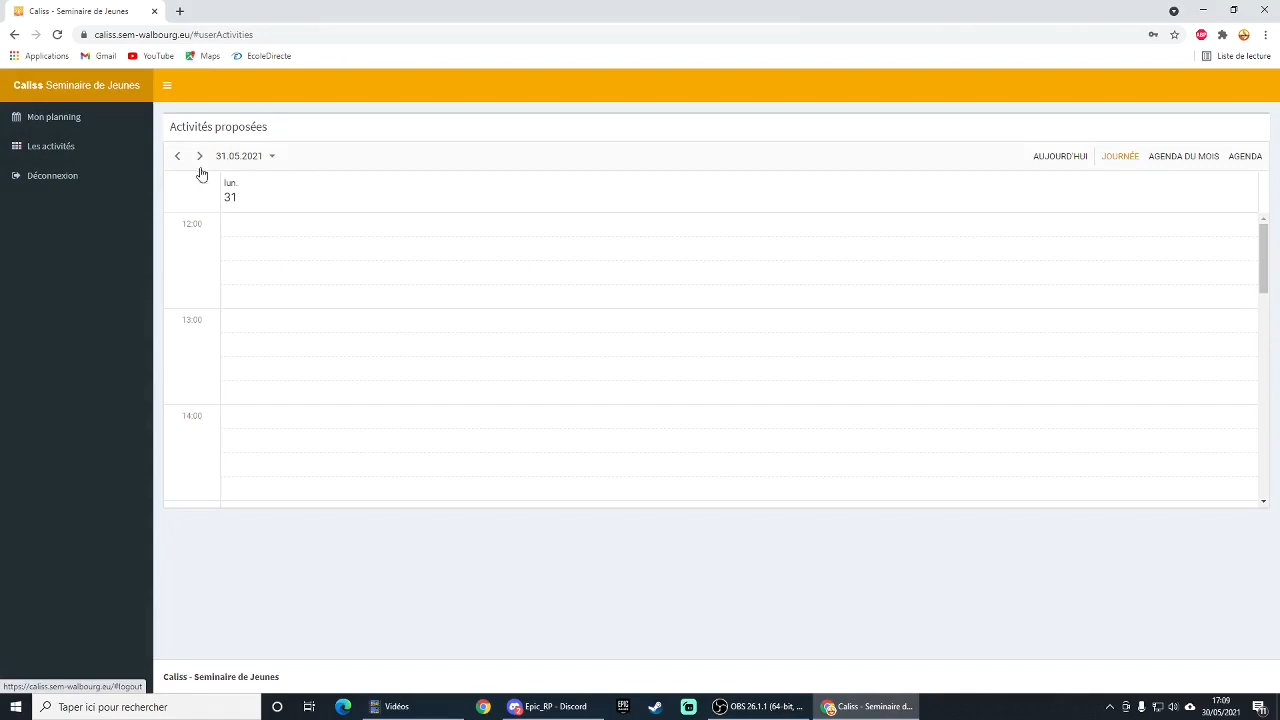 Caliss - Seminaire de Jeunes
caliss.sem-walbourg.eu/#userActivities
ABP
Applications Gmail YouTube Maps EcoleDirecte Liste de lecture
Caliss Seminaire de Jeunes
Mon planning
Les activités
Déconnexion
Activités proposées
31.05.2021 AUJOURD'HUI JOURNÉE AGENDA DU MOIS AGENDA
lun.
31
12:00
13:00
14:00
Caliss - Seminaire de Jeunes
https://caliss.sem-walbourg.eu/#logout
Taper ici pour rechercher
Vidéos
Epic_RP - Discord
EPIC
OBS 26.1.1 (64-bit, ...
Caliss - Seminaire d...
17:09
30/05/2021